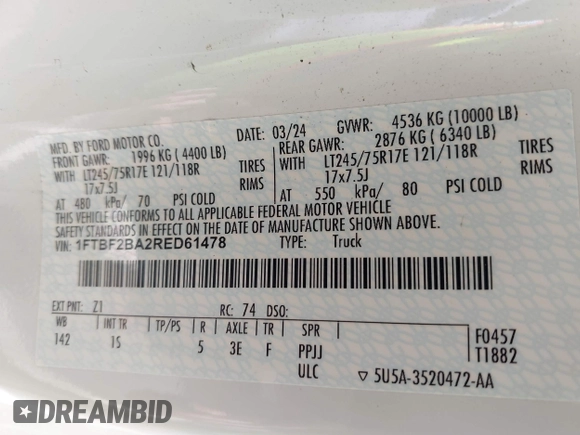 MFD. BY FORD MOTOR CO.
DATE: 03/24 GVWR: 4536 KG (10000 LB)
FRONT GAWR: 1996 KG ( 4400 LB) REAR GAWR: 2876 KG ( 6340 LB)
WITH LT245/75R17E 121/118R TIRES WITH LT245/75R17E 121/118R TIRES
17x7.5J RIMS 17x7.5J RIMS
AT 480 kPa/ 70 PSI COLD AT 550 kPa/ 80 PSI COLD
THIS VEHICLE CONFORMS TO ALL APPLICABLE FEDERAL MOTOR VEHICLE
SAFETY STANDARDS IN EFFECT ON THE DATE OF MANUFACTURE SHOWN ABOVE.
VIN: 1FTBF2BA2RED61478 TYPE: Truck
EXT PNT: Z1 RC: 74 DSO:
WB INT TR TP/PS R AXLE TR SPR F0457
142 IS 5 3E F PPJJ T1882
ULC ▽ 5U5A-3520472-AA
DREAMBID